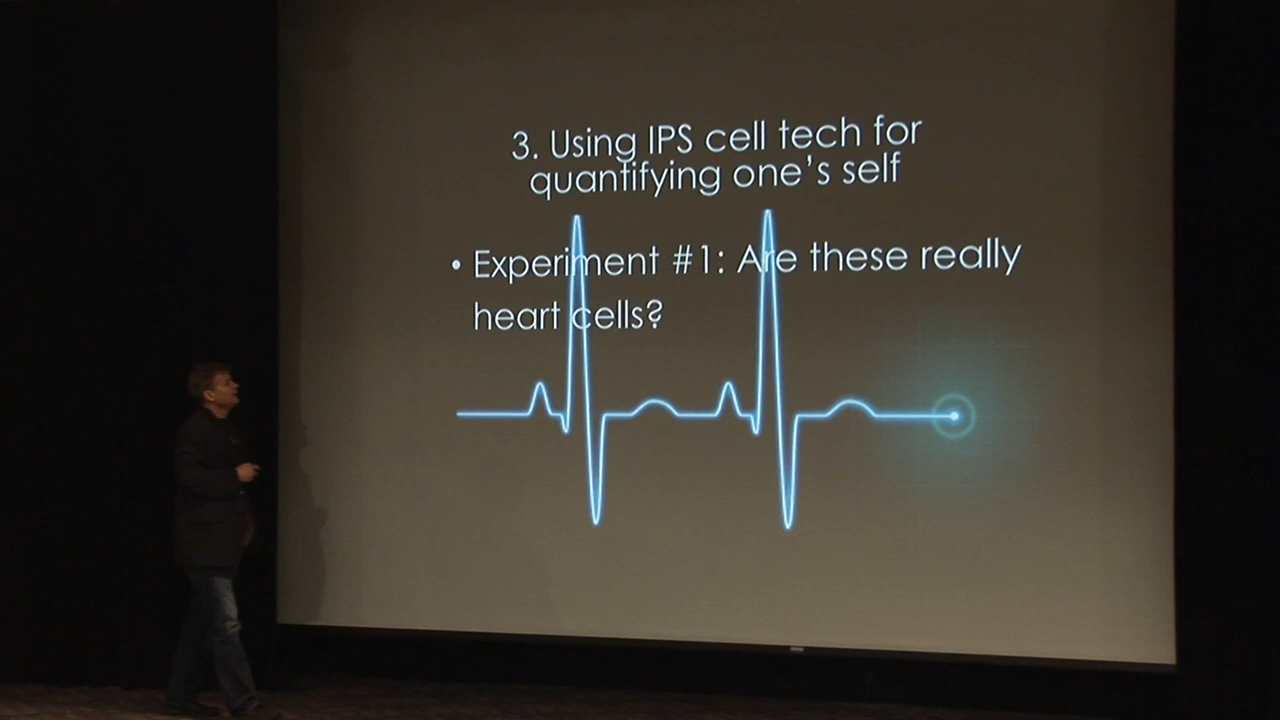 3. Using IPS cell tech for
quantifying one's self
• Experiment #1: Are these really
heart cells?